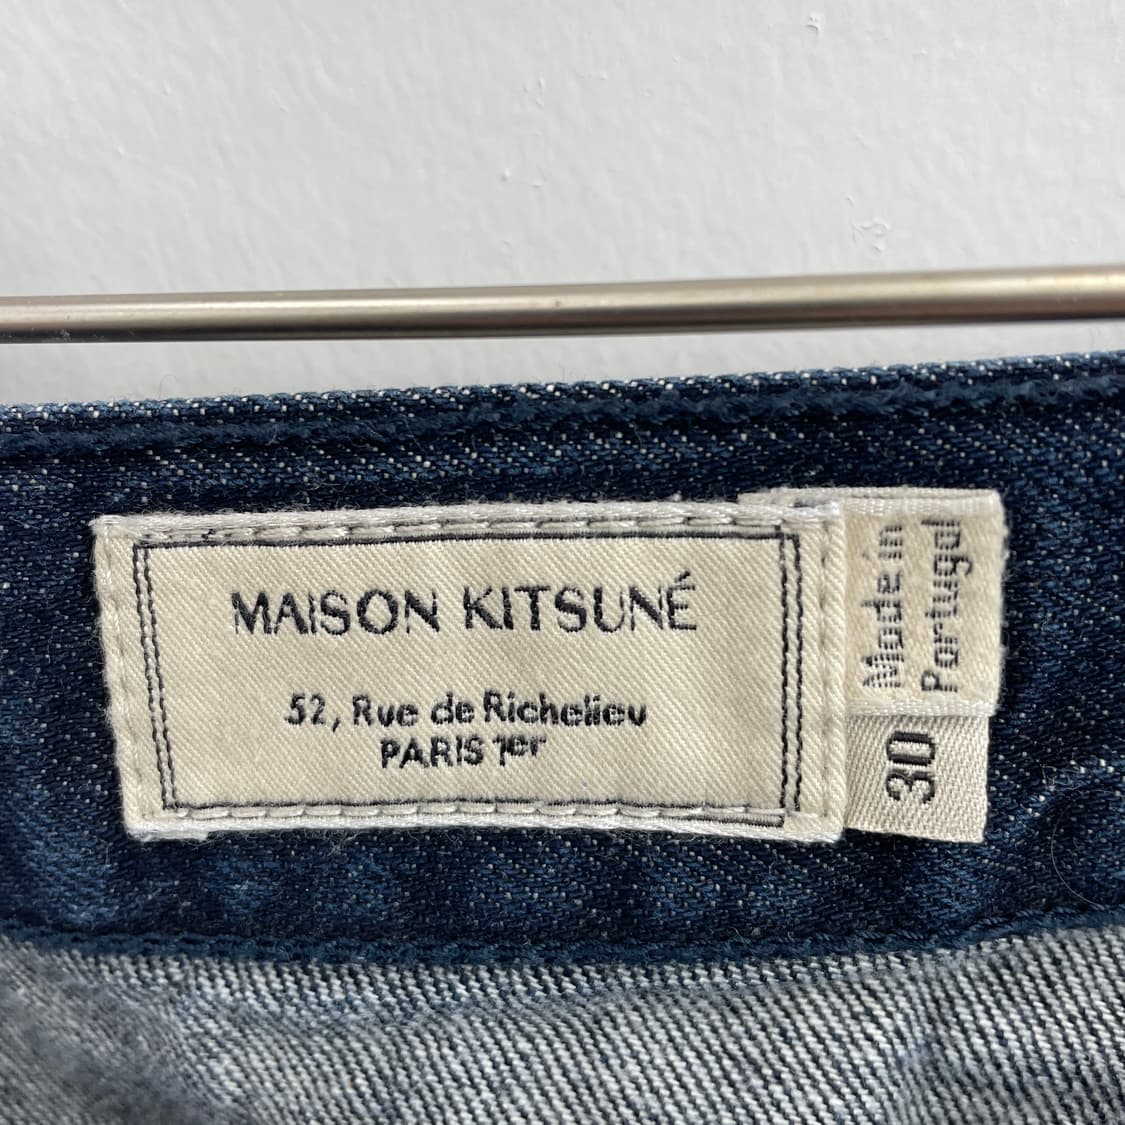 MAISON KITSUNÉ
52, Rue de Richelieu
PARIS 1er
Made in
Portugal
30